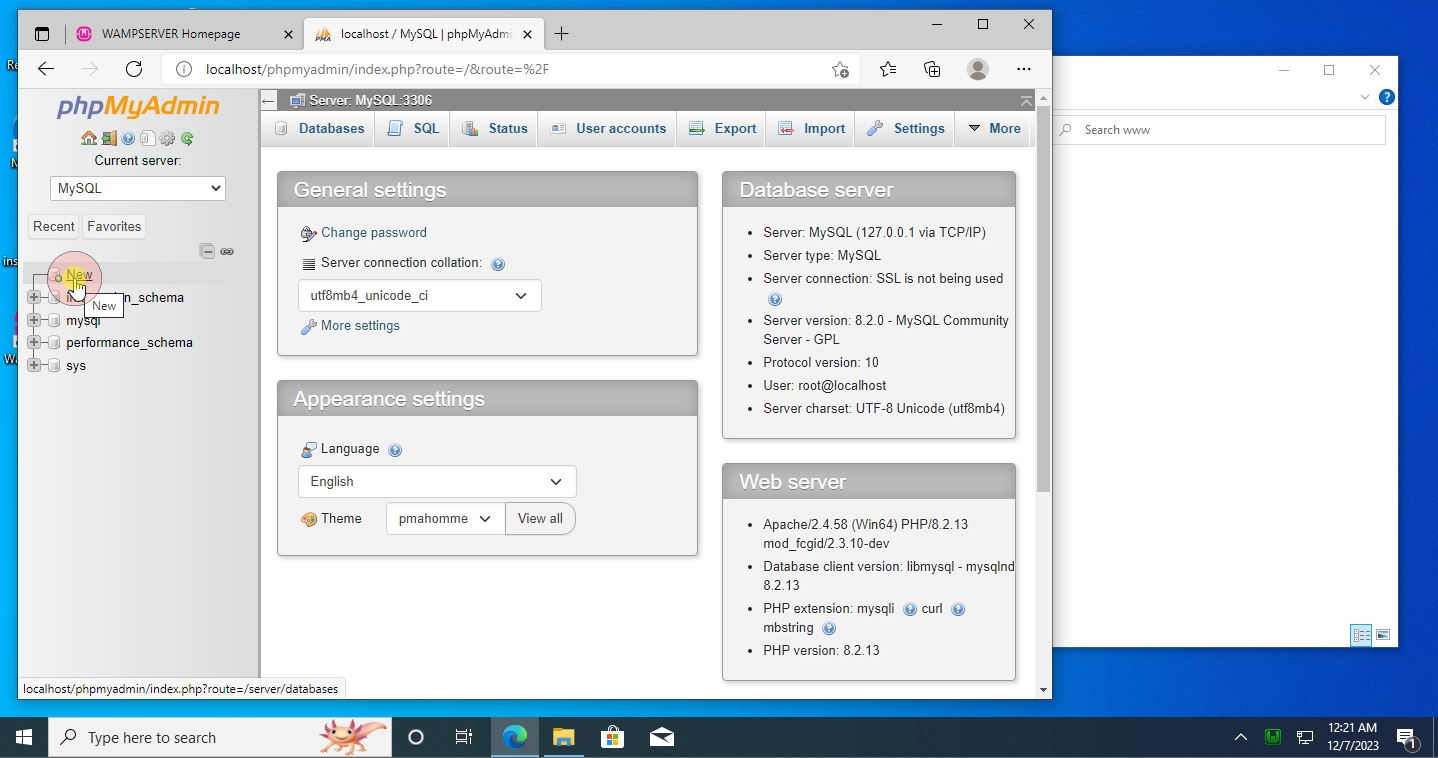 WAMPSERVER Homepage
localhost / MySQL | phpMyAdmin
localhost/phpmyadmin/index.php?route=/&route=%2F
phpMyAdmin
Current server:
MySQL
Recent
Favorites
New
mysql
performance_schema
sys
New
Server: MySQL:3306
Databases
SQL
Status
User accounts
Export
Import
Settings
More
General settings
Change password
Server connection collation:
utf8mb4_unicode_ci
More settings
Appearance settings
Language
English
Theme
pmahomme
View all
Database server
Server: MySQL (127.0.0.1 via TCP/IP)
Server type: MySQL
Server connection: SSL is not being used
Server version: 8.2.0 - MySQL Community
Server - GPL
Protocol version: 10
User: root@localhost
Server charset: UTF-8 Unicode (utf8mb4)
Web server
Apache/2.4.58 (Win64) PHP/8.2.13
mod_fcgid/2.3.10-dev
Database client version: libmysql - mysqlnd
8.2.13
PHP extension: mysqli curl
mbstring
PHP version: 8.2.13
localhost/phpmyadmin/index.php?route=/server/databases
Search www
Type here to search
12:21 AM
12/7/2023
1